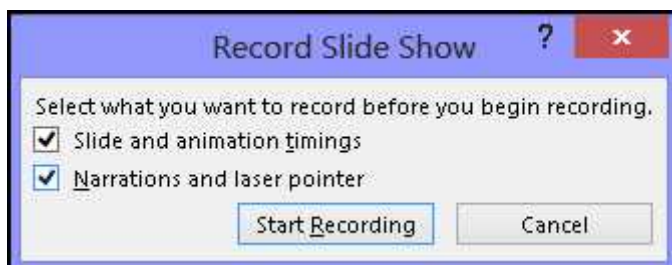 Record Slide Show ?
Select what you want to record before you begin recording.
Slide and animation timings
Narrations and laser pointer
Start Recording Cancel